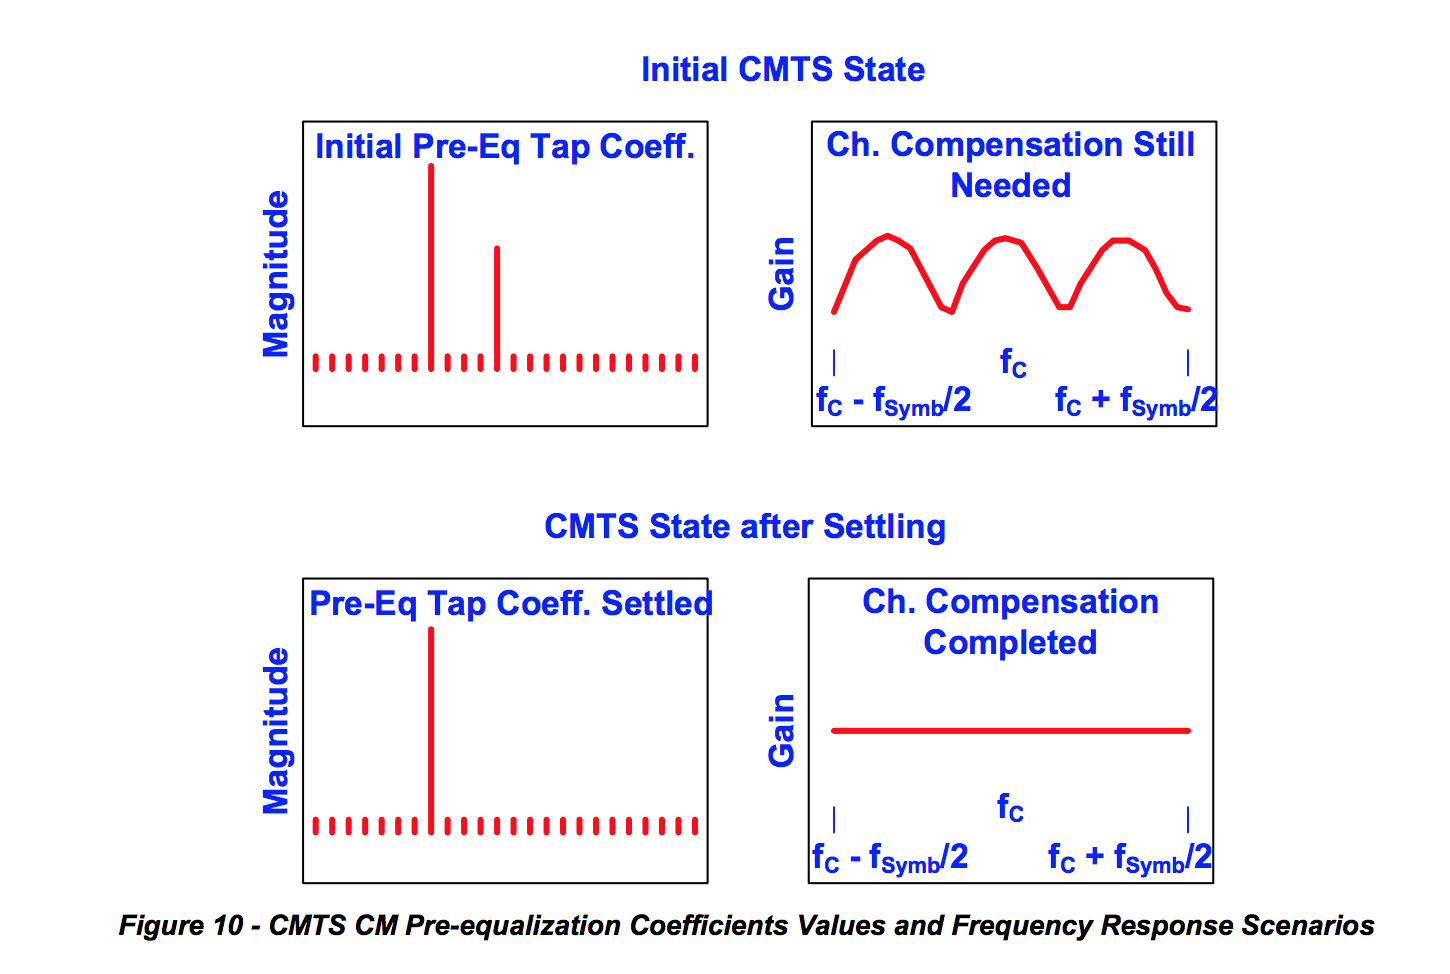 Initial CMTS State
Initial Pre-Eq Tap Coeff.
Magnitude
Ch. Compensation Still
Needed
Gain
fC
fC - fSymb/2
fC + fSymb/2
CMTS State after Settling
Pre-Eq Tap Coeff. Settled
Magnitude
Ch. Compensation
Completed
Gain
fC
fC - fSymb/2
fC + fSymb/2
Figure 10 - CMTS CM Pre-equalization Coefficients Values and Frequency Response Scenarios